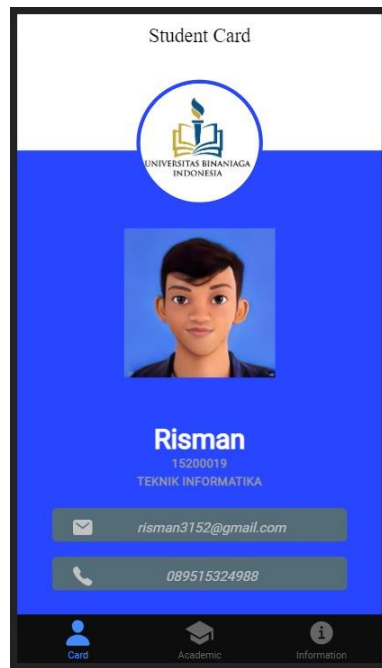 Student Card
UNIVERSITAS BINANIAGA
INDONESIA
Risman
15200019
TEKNIK INFORMATIKA
risman3152@gmail.com
089515324988
Card
Academic
Information